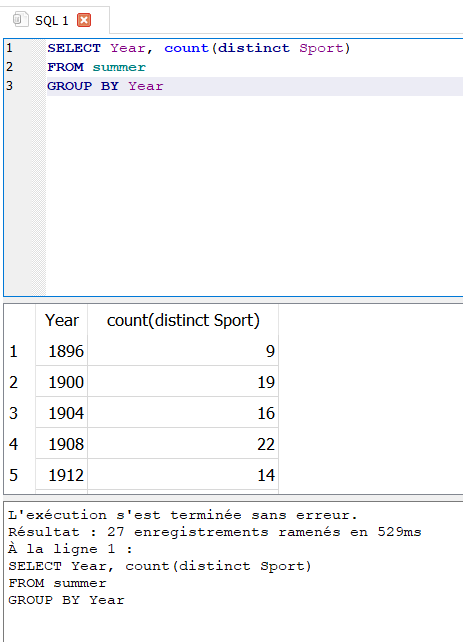 SQL 1
1 SELECT Year, count(distinct Sport)
2 FROM summer
3 GROUP BY Year
Year count(distinct Sport)
1 1896 9
2 1900 19
3 1904 16
4 1908 22
5 1912 14
L'exécution s'est terminée sans erreur.
Résultat : 27 enregistrements ramenés en 529ms
À la ligne 1 :
SELECT Year, count(distinct Sport)
FROM summer
GROUP BY Year